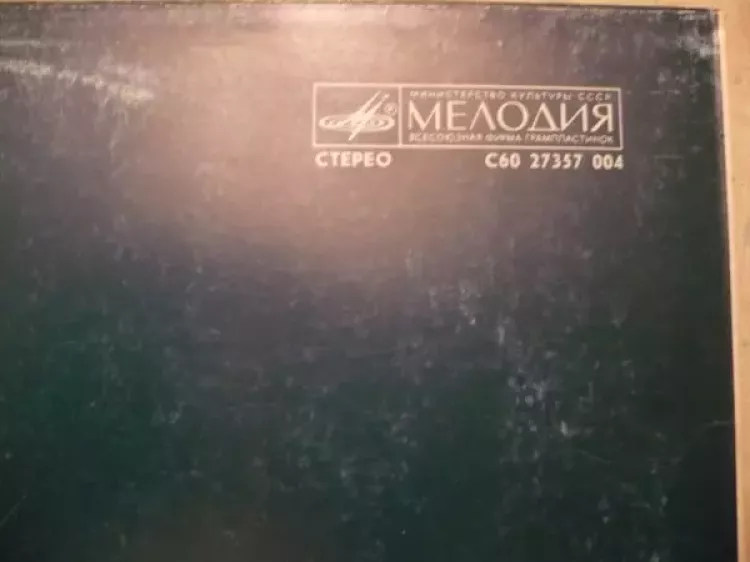 МИНИСТЕРСТВО КУЛЬТУРЫ СССР
® МЕЛОДИЯ
ВСЕСОЮЗНАЯ ФИРМА ГРАМПЛАСТИНОК
СТЕРЕО С60 27357 004